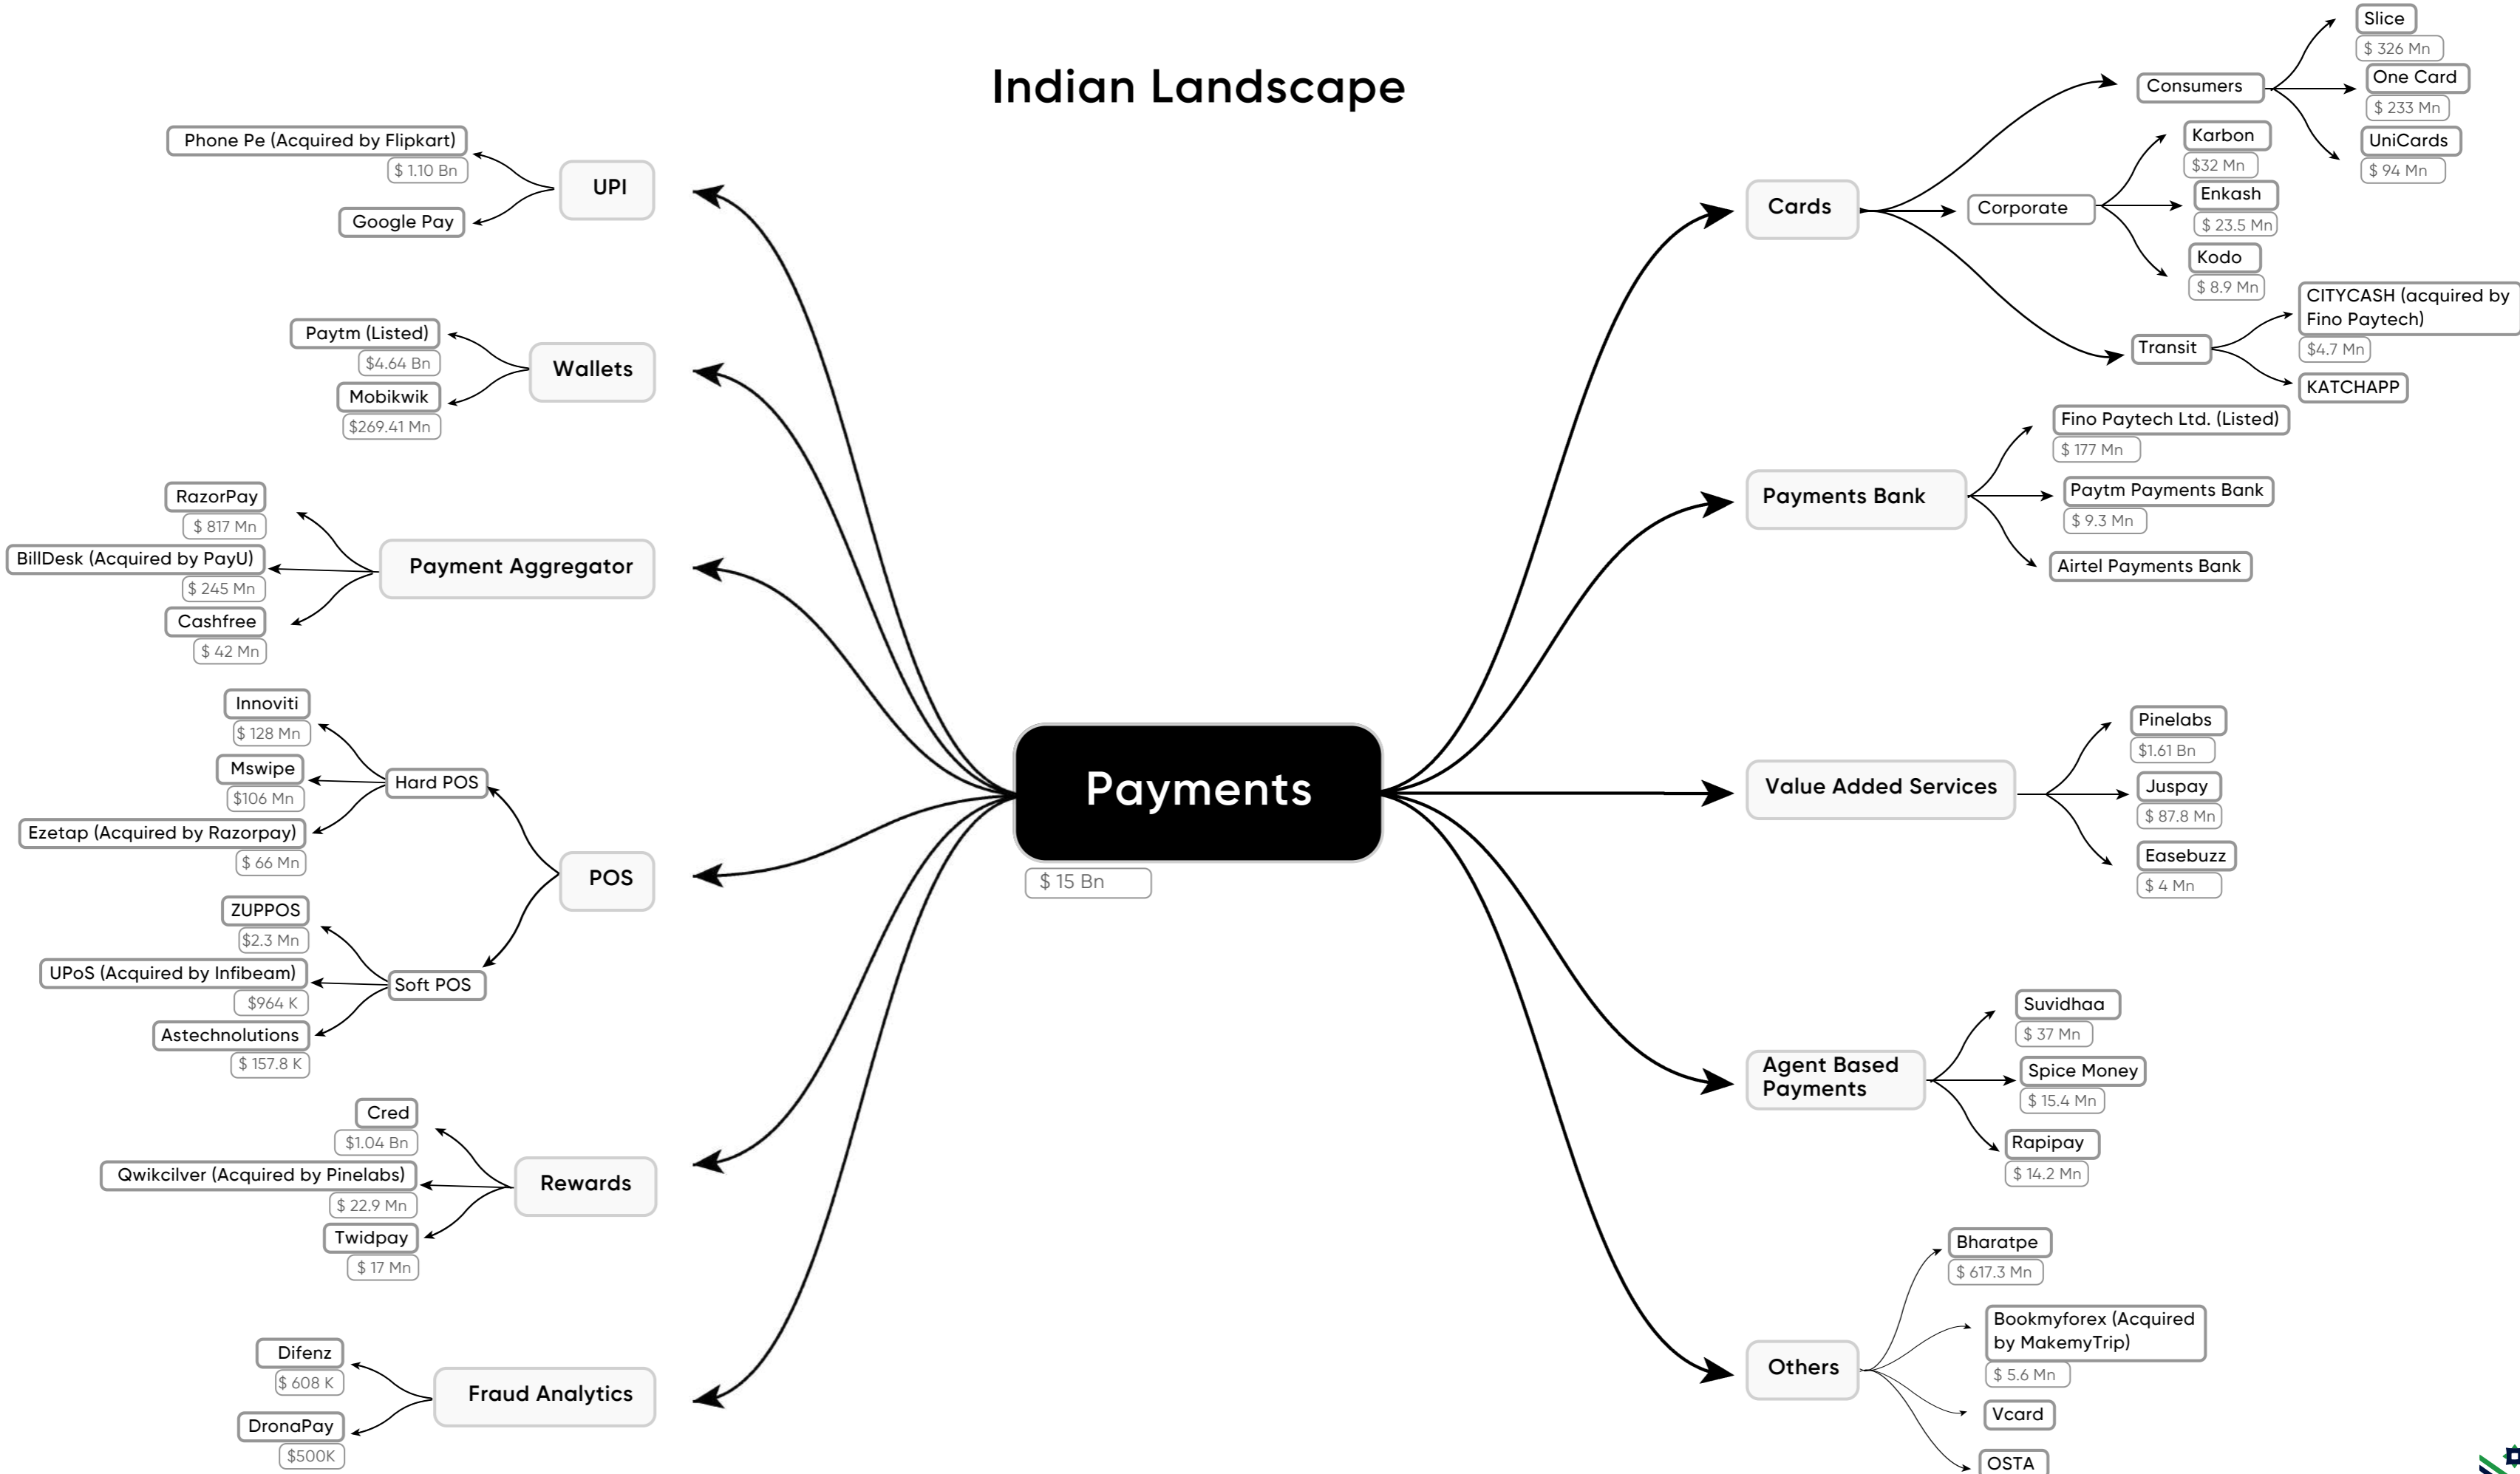 Indian Landscape
Payments
$ 15 Bn
UPI
Phone Pe (Acquired by Flipkart)
$ 1.10 Bn
Google Pay
Wallets
Paytm (Listed)
$4.64 Bn
Mobikwik
$269.41 Mn
Payment Aggregator
RazorPay
$ 817 Mn
BillDesk (Acquired by PayU)
$ 245 Mn
Cashfree
$ 42 Mn
POS
Hard POS
Innoviti
$ 128 Mn
Mswipe
$106 Mn
Ezetap (Acquired by Razorpay)
$ 66 Mn
Soft POS
ZUPPOS
$2.3 Mn
UPoS (Acquired by Infibeam)
$964 K
Astechnolutions
$ 157.8 K
Rewards
Cred
$1.04 Bn
Qwikcilver (Acquired by Pinelabs)
$ 22.9 Mn
Twidpay
$ 17 Mn
Fraud Analytics
Difenz
$ 608 K
DronaPay
$500K
Cards
Consumers
Slice
$ 326 Mn
One Card
$ 233 Mn
UniCards
$ 94 Mn
Corporate
Karbon
$32 Mn
Enkash
$ 23.5 Mn
Kodo
$ 8.9 Mn
Transit
CITYCASH (acquired by
Fino Paytech)
$4.7 Mn
KATCHAPP
Payments Bank
Fino Paytech Ltd. (Listed)
$ 177 Mn
Paytm Payments Bank
$ 9.3 Mn
Airtel Payments Bank
Value Added Services
Pinelabs
$1.61 Bn
Juspay
$ 87.8 Mn
Easebuzz
$ 4 Mn
Agent Based
Payments
Suvidhaa
$ 37 Mn
Spice Money
$ 15.4 Mn
Rapipay
$ 14.2 Mn
Others
Bharatpe
$ 617.3 Mn
Bookmyforex (Acquired
by MakemyTrip)
$ 5.6 Mn
Vcard
OSTA